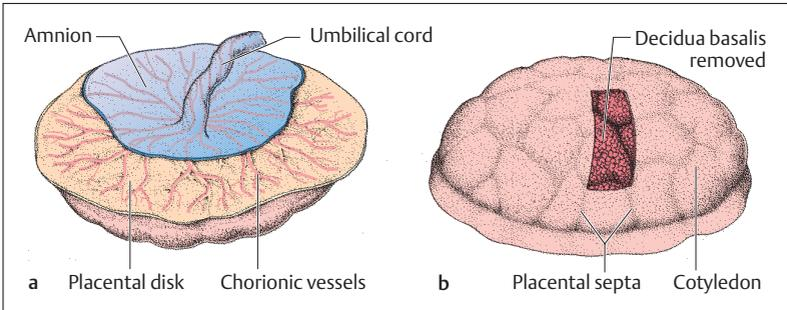 Amnion
Umbilical cord
Decidua basalis
removed
a Placental disk Chorionic vessels
b Placental septa Cotyledon